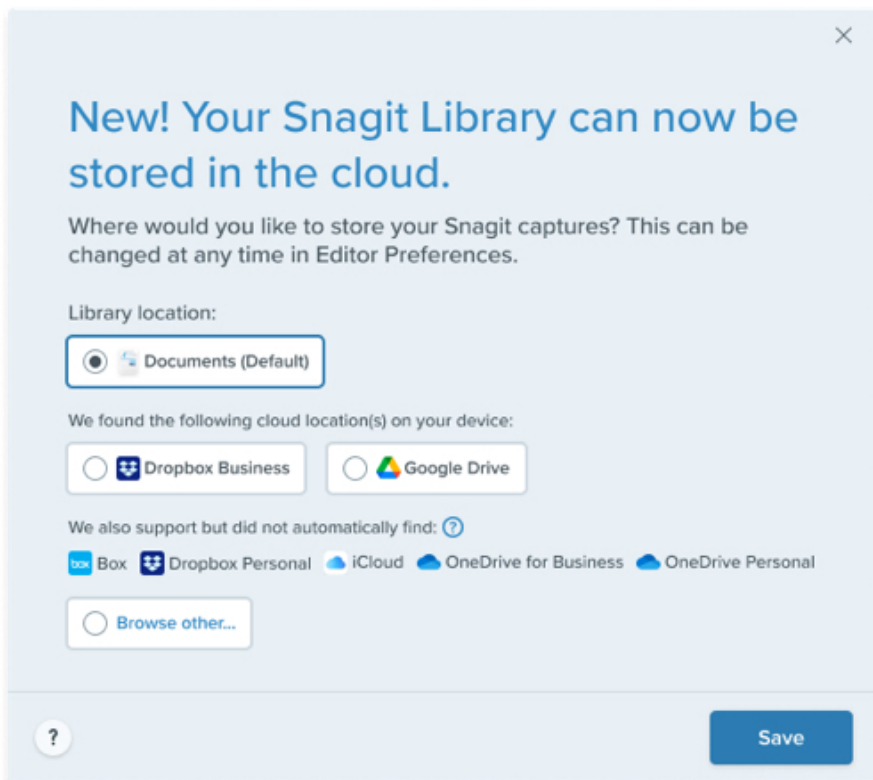 New! Your Snagit Library can now be
stored in the cloud.
Where would you like to store your Snagit captures? This can be
changed at any time in Editor Preferences.
Library location:
Documents (Default)
We found the following cloud location(s) on your device:
Dropbox Business Google Drive
We also support but did not automatically find: ?
box Box Dropbox Personal iCloud OneDrive for Business OneDrive Personal
Browse other...
? Save